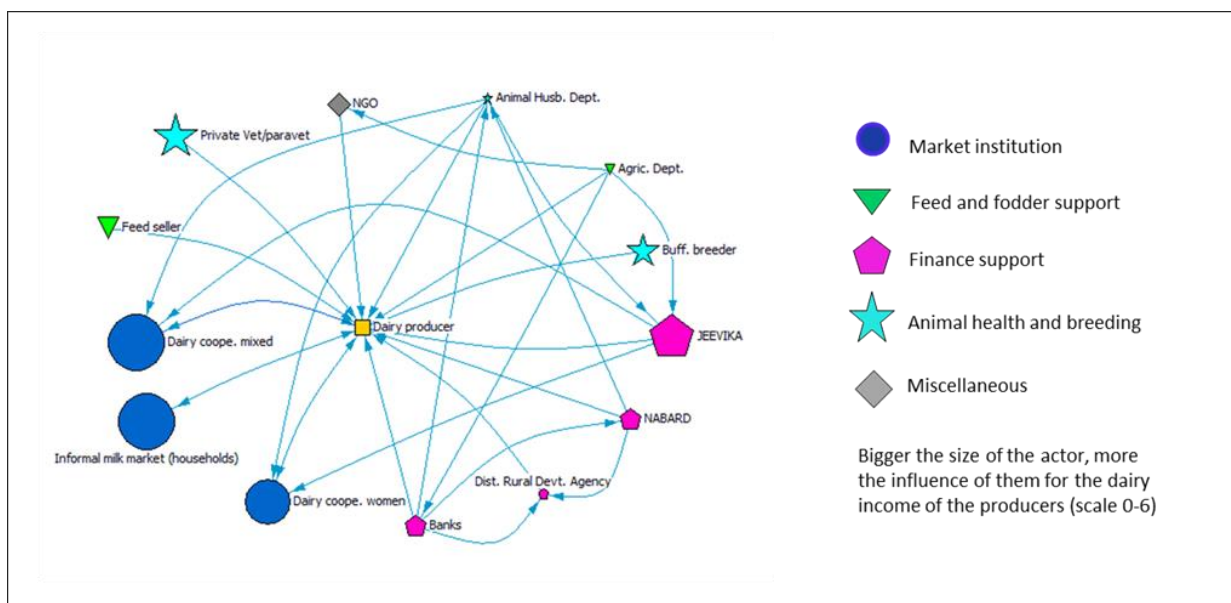 NGO
Animal Husb. Dept.
Private Vet/paravet
Agric. Dept.
Feed seller
Buff. breeder
Dairy producer
Dairy coope. mixed
JEEVIKA
NABARD
Informal milk market (households)
Dist. Rural Devt. Agency
Dairy coope. women
Banks
Market institution
Feed and fodder support
Finance support
Animal health and breeding
Miscellaneous
Bigger the size of the actor, more
the influence of them for the dairy
income of the producers (scale 0-6)